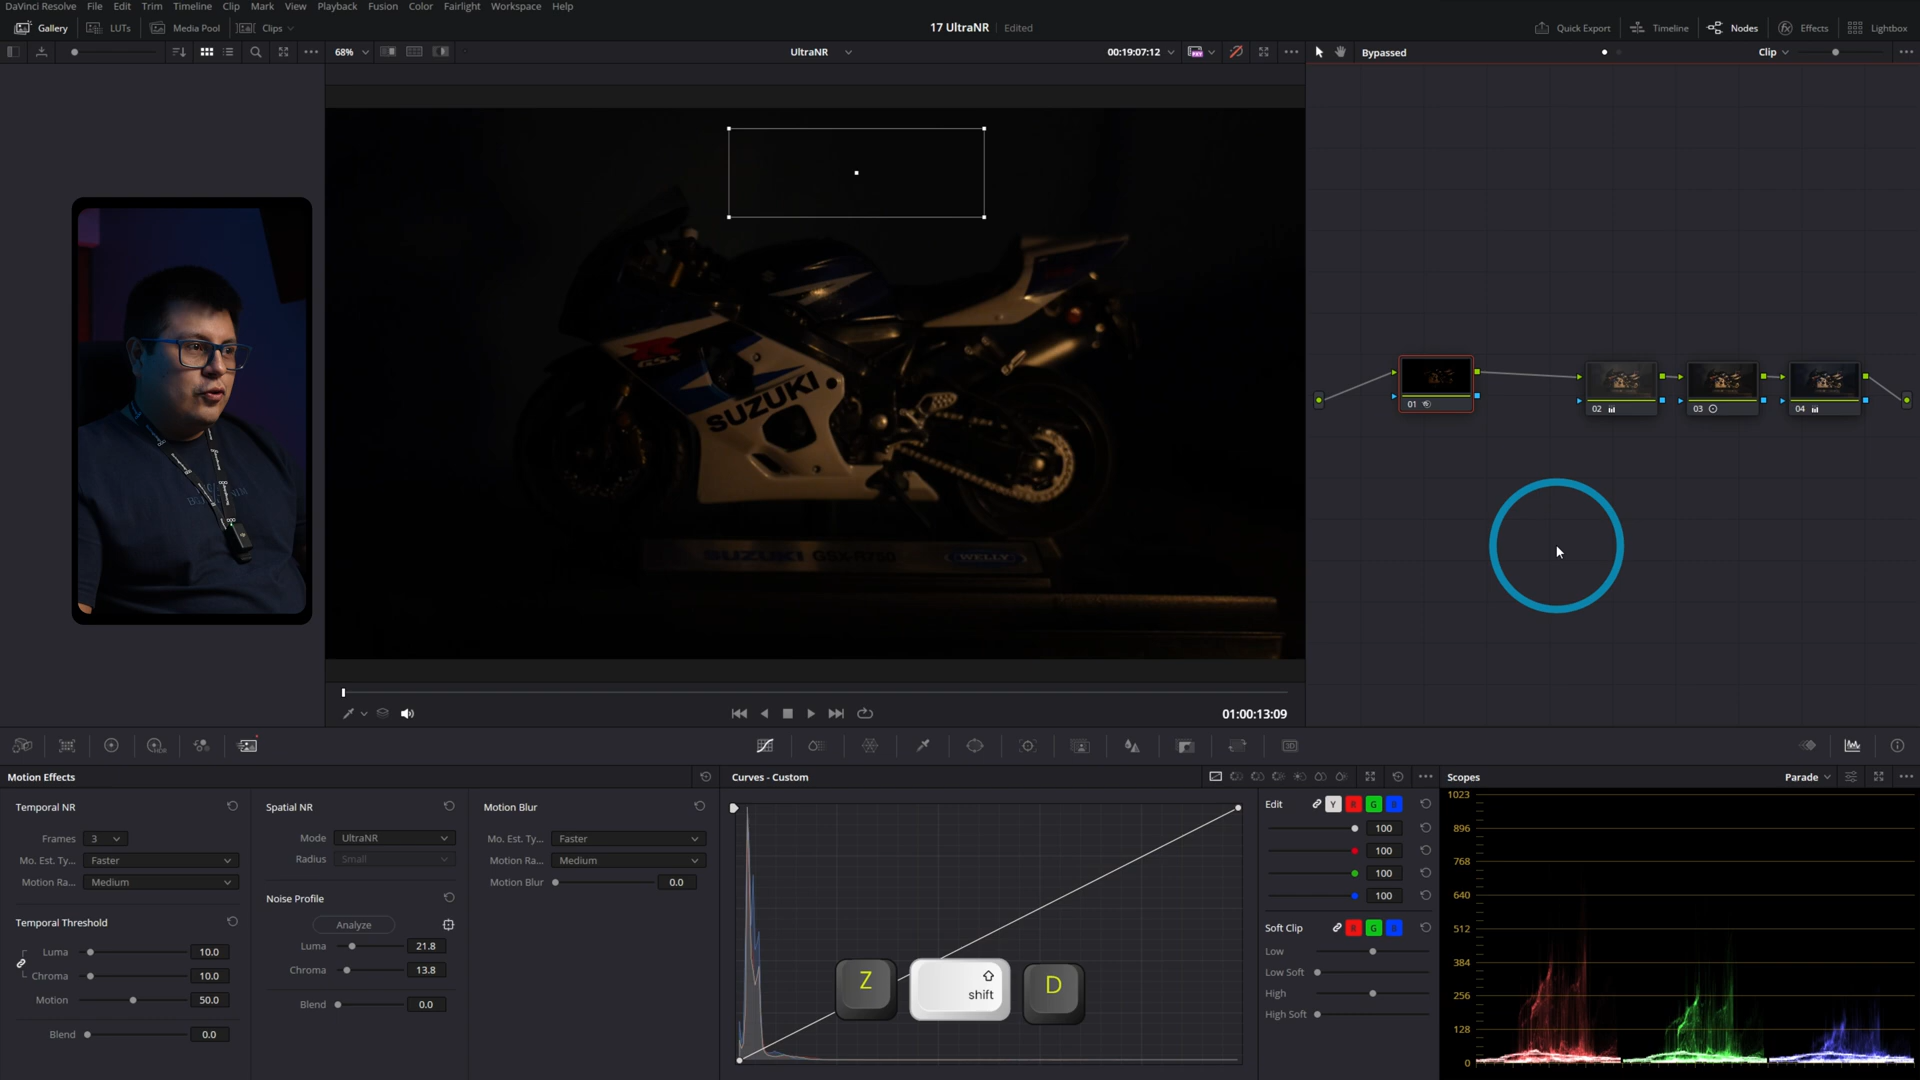 DaVinci Resolve File Edit Trim Timeline Clip Mark View Playback Fusion Color Fairlight Workspace Help
Gallery LUTs Media Pool Clips 17 UltraNR Edited Quick Export Timeline Nodes Effects Lightbox
68% UltraNR 00:19:07:12 Bypassed Clip
SUZUKI
SUZUKI GSX-R750 WELLY
01 02 03 04
01:00:13:09
Motion Effects
Temporal NR
Frames 3
Mo. Est. Ty... Faster
Motion Ra... Medium
Temporal Threshold
Luma 10.0
Chroma 10.0
Motion 50.0
Blend 0.0
Spatial NR
Mode UltraNR
Radius Small
Noise Profile
Analyze
Luma 21.8
Chroma 13.8
Blend 0.0
Motion Blur
Mo. Est. Ty... Faster
Motion Ra... Medium
Motion Blur 0.0
Curves - Custom
Z shift D
Edit Y R G B
100
100
100
100
Soft Clip R G B
Low
Low Soft
High
High Soft
Scopes Parade
1023
896
768
640
512
384
256
128
0